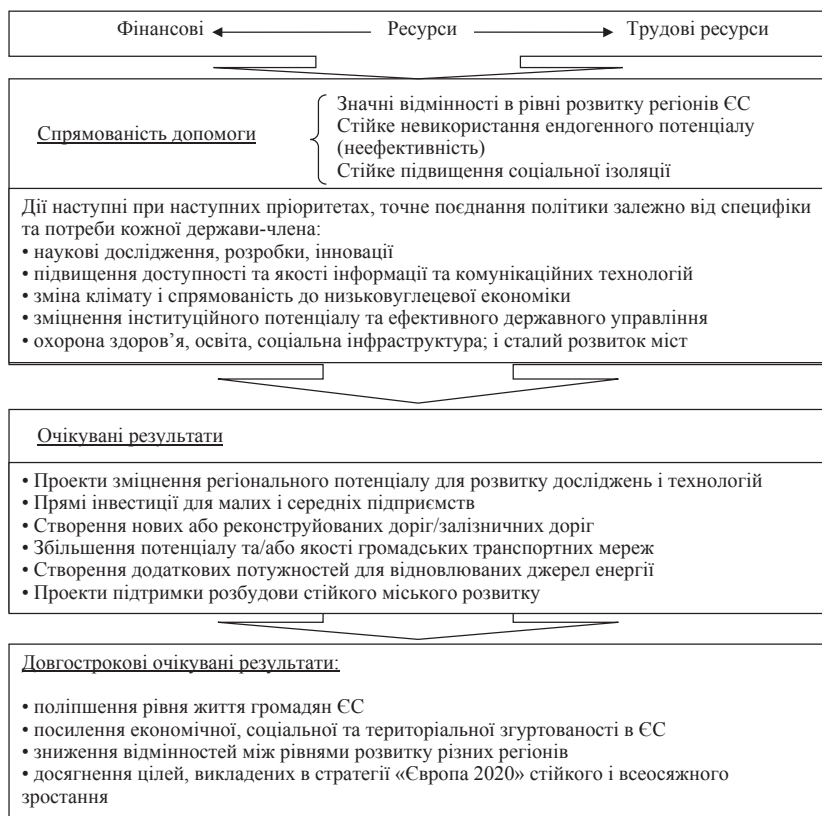 Фінансові Ресурси Трудові ресурси
Спрямованість допомоги
Значні відмінності в рівні розвитку регіонів ЄС
Стійке невикористання ендогенного потенціалу
(неефективність)
Стійке підвищення соціальної ізоляції
Дії наступні при наступних пріоритетах, точне поєднання політики залежно від специфіки
та потреби кожної держави-члена:
• наукові дослідження, розробки, інновації
• підвищення доступності та якості інформації та комунікаційних технологій
• зміна клімату і спрямованість до низьковуглецевої економіки
• зміцнення інституційного потенціалу та ефективного державного управління
• охорона здоров’я, освіта, соціальна інфраструктура; і сталий розвиток міст
Очікувані результати
• Проекти зміцнення регіонального потенціалу для розвитку досліджень і технологій
• Прямі інвестиції для малих і середніх підприємств
• Створення нових або реконструйованих доріг/залізничних доріг
• Збільшення потенціалу та/або якості громадських транспортних мереж
• Створення додаткових потужностей для відновлюваних джерел енергії
• Проекти підтримки розбудови стійкого міського розвитку
Довгострокові очікувані результати:
• поліпшення рівня життя громадян ЄС
• посилення економічної, соціальної та територіальної згуртованості в ЄС
• зниження відмінностей між рівнями розвитку різних регіонів
• досягнення цілей, викладених в стратегії «Європа 2020» стійкого і всеосяжного
зростання